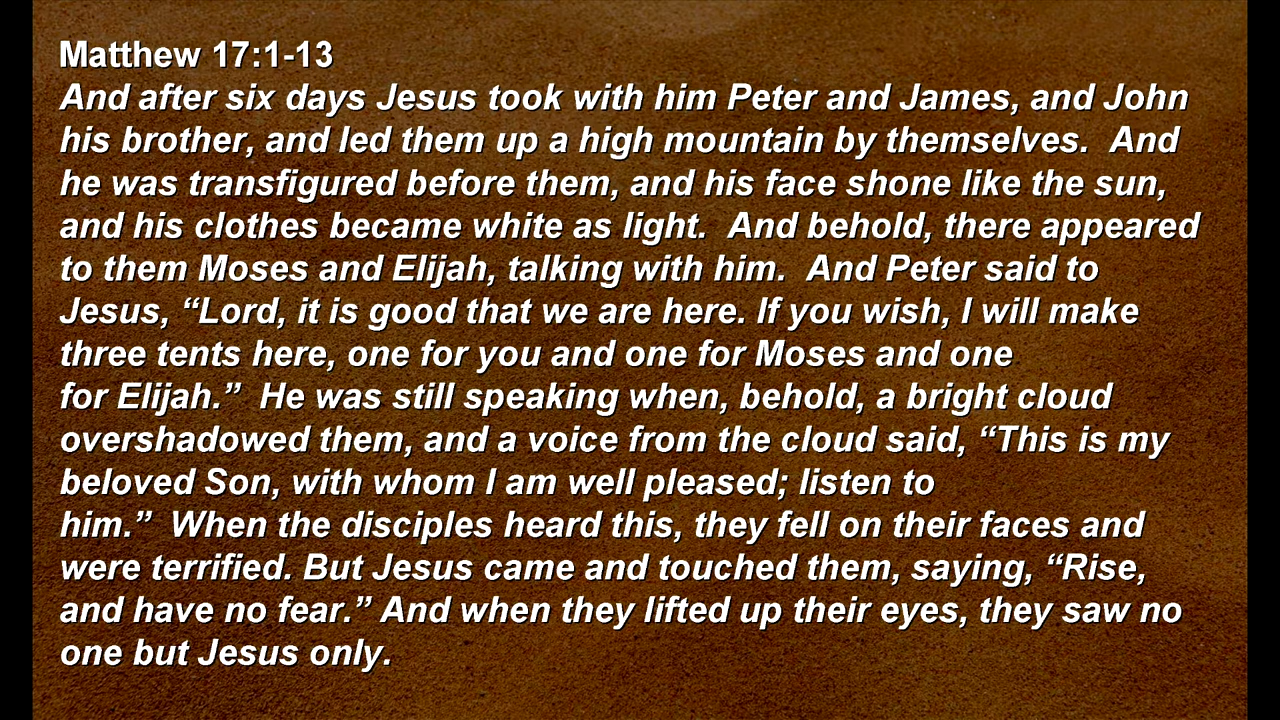 Matthew 17:1-13
And after six days Jesus took with him Peter and James, and John
his brother, and led them up a high mountain by themselves.  And
he was transfigured before them, and his face shone like the sun,
and his clothes became white as light.  And behold, there appeared
to them Moses and Elijah, talking with him.  And Peter said to
Jesus, “Lord, it is good that we are here. If you wish, I will make
three tents here, one for you and one for Moses and one
for Elijah.”  He was still speaking when, behold, a bright cloud
overshadowed them, and a voice from the cloud said, “This is my
beloved Son, with whom I am well pleased; listen to
him.”  When the disciples heard this, they fell on their faces and
were terrified. But Jesus came and touched them, saying, “Rise,
and have no fear.” And when they lifted up their eyes, they saw no
one but Jesus only.